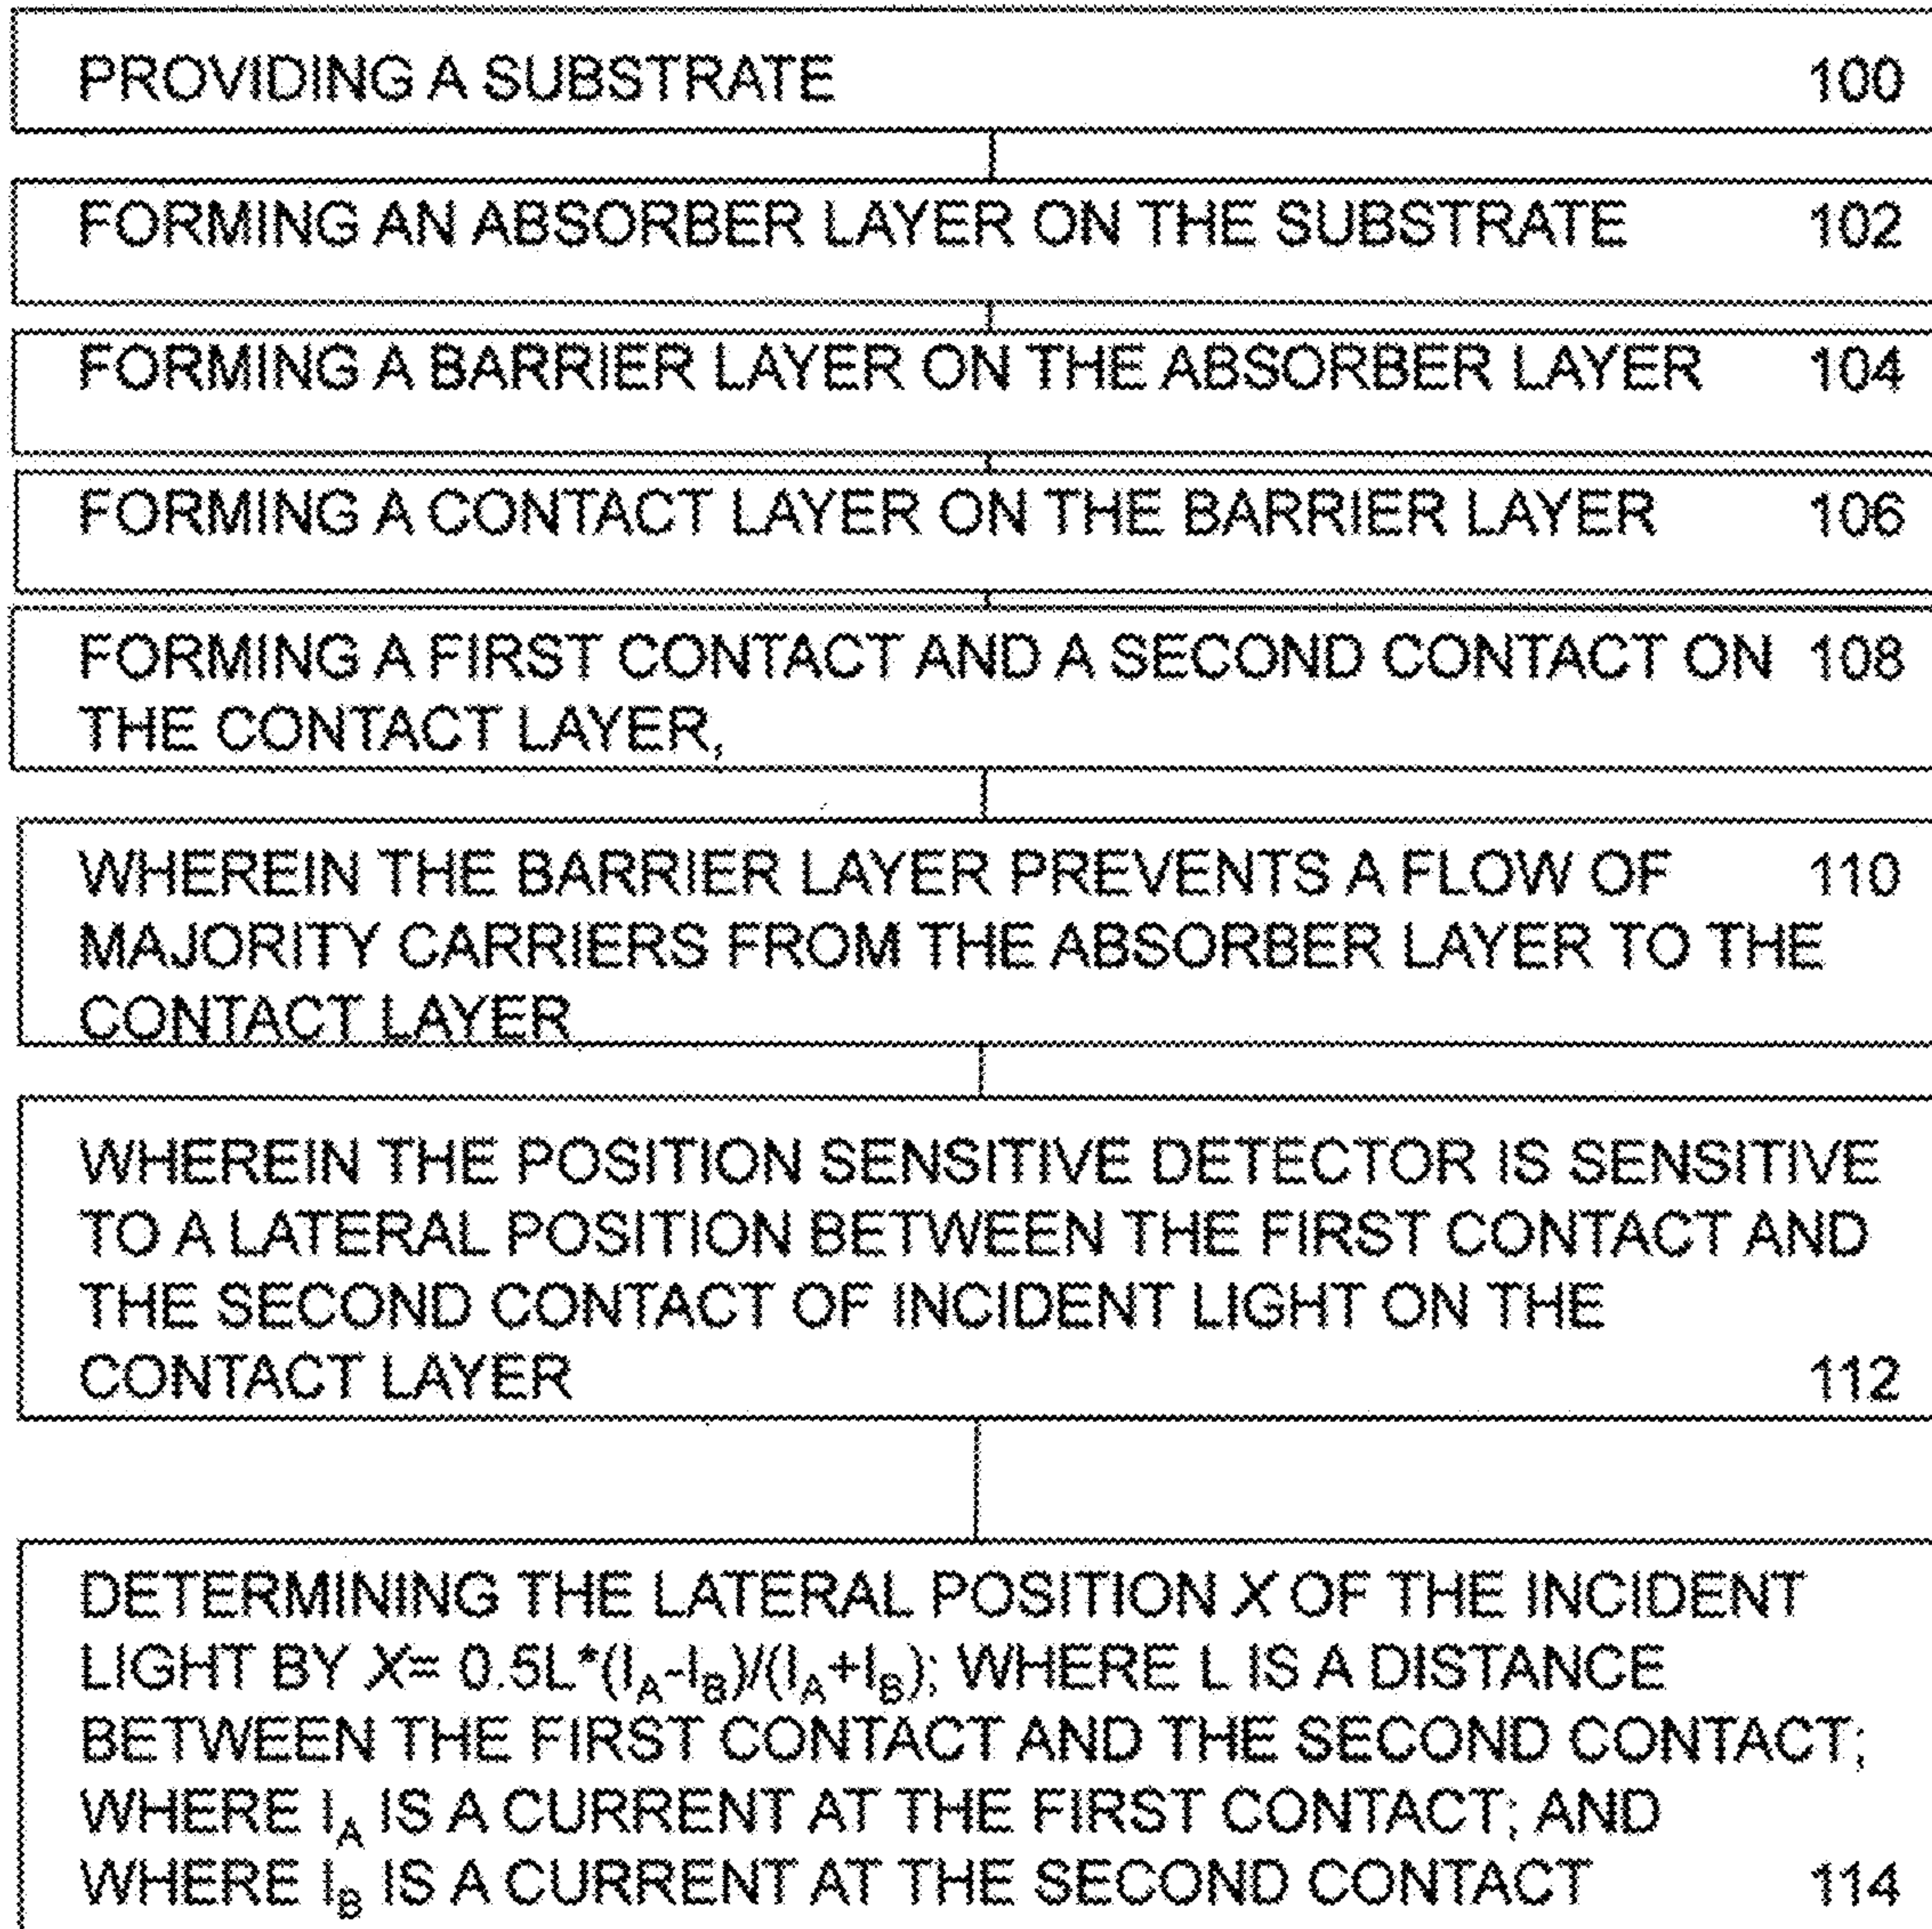 PROVIDING A SUBSTRATE 100
FORMING AN ABSORBER LAYER ON THE SUBSTRATE 102
FORMING A BARRIER LAYER ON THE ABSORBER LAYER 104
FORMING A CONTACT LAYER ON THE BARRIER LAYER 106
FORMING A FIRST CONTACT AND A SECOND CONTACT ON 108
THE CONTACT LAYER,
WHEREIN THE BARRIER LAYER PREVENTS A FLOW OF 110
MAJORITY CARRIERS FROM THE ABSORBER LAYER TO THE
CONTACT LAYER
WHEREIN THE POSITION SENSITIVE DETECTOR IS SENSITIVE
TO A LATERAL POSITION BETWEEN THE FIRST CONTACT AND
THE SECOND CONTACT OF INCIDENT LIGHT ON THE
CONTACT LAYER 112
DETERMINING THE LATERAL POSITION X OF THE INCIDENT
LIGHT BY X= 0.5L*(I_A-I_B)/(I_A+I_B); WHERE L IS A DISTANCE
BETWEEN THE FIRST CONTACT AND THE SECOND CONTACT;
WHERE I_A IS A CURRENT AT THE FIRST CONTACT; AND
WHERE I_B IS A CURRENT AT THE SECOND CONTACT 114